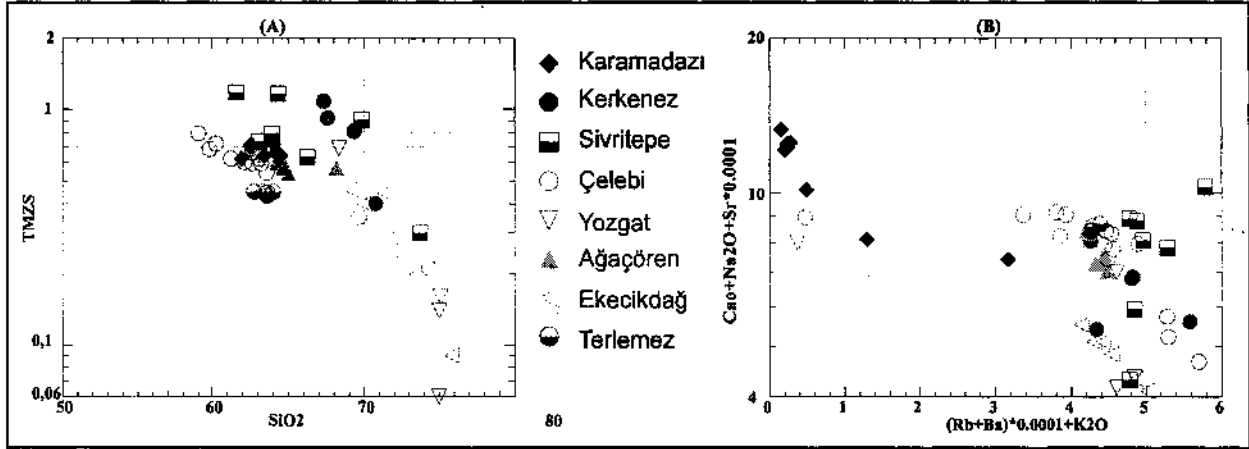 (A)
2
1
0,1
0,06
TMZS
50
60
70
80
SiO2
Karamadazı
Kerkenez
Sivritepe
Çelebi
Yozgat
Ağaçören
Ekecikdağ
Terlemez
(B)
20
10
4
Cao+Na2O+Sr*0.0001
0
1
2
3
4
5
6
(Rb+Ba)*0.0001+K2O